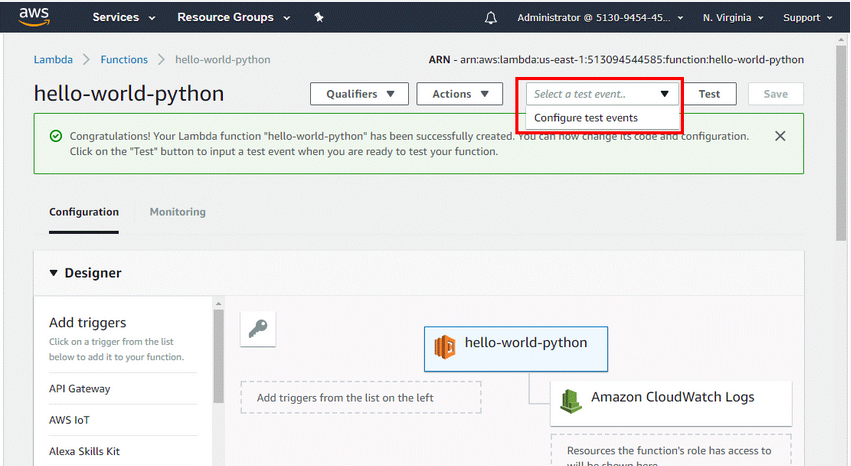 aws
Services
Resource Groups
Administrator @ 5130-9454-45...
N. Virginia
Support
Lambda
Functions
hello-world-python
ARN - arn:aws:lambda:us-east-1:513094544585:function:hello-world-python
hello-world-python
Qualifiers
Actions
Select a test event..
Test
Save
Configure test events
Congratulations! Your Lambda function "hello-world-python" has been successfully created. You can now change its code and configuration.
Click on the "Test" button to input a test event when you are ready to test your function.
Configuration
Monitoring
Designer
Add triggers
Click on a trigger from the list
below to add it to your function.
API Gateway
AWS IoT
Alexa Skills Kit
hello-world-python
Add triggers from the list on the left
Amazon CloudWatch Logs
Resources the function's role has access to
will be shown here